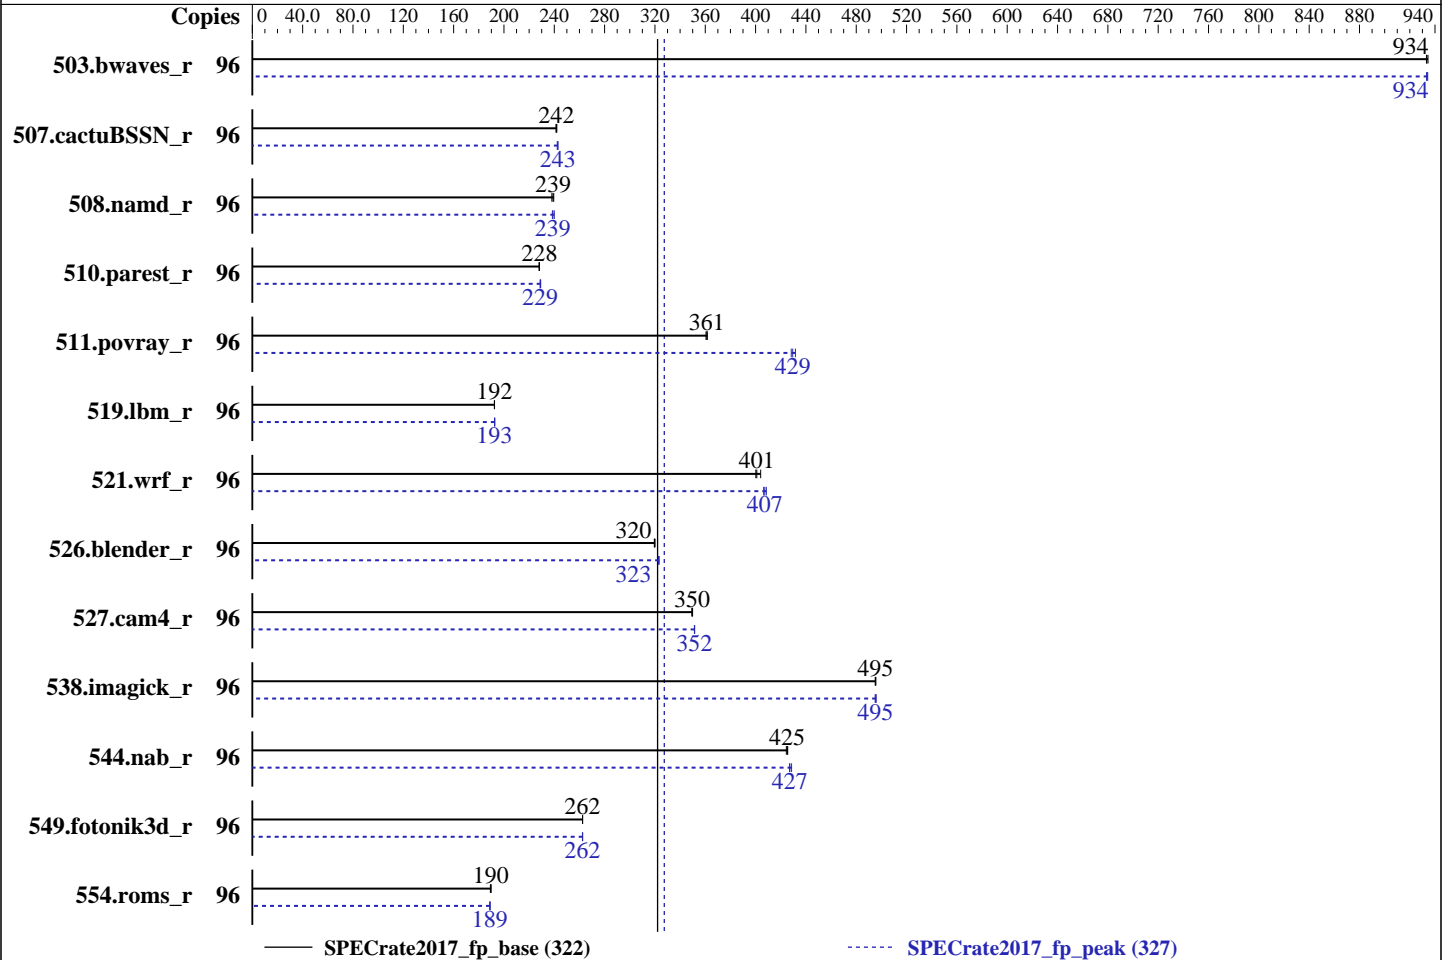 Copies 0 40.0 80.0 120 160 200 240 280 320 360 400 440 480 520 560 600 640 680 720 760 800 840 880 940
934
503.bwaves_r 96
934
242
507.cactuBSSN_r 96
243
239
508.namd_r 96
239
228
510.parest_r 96
229
361
511.povray_r 96
429
192
519.lbm_r 96
193
401
521.wrf_r 96
407
320
526.blender_r 96
323
350
527.cam4_r 96
352
495
538.imagick_r 96
495
425
544.nab_r 96
427
262
549.fotonik3d_r 96
262
190
554.roms_r 96
189
SPECrate2017_fp_base (322) SPECrate2017_fp_peak (327)